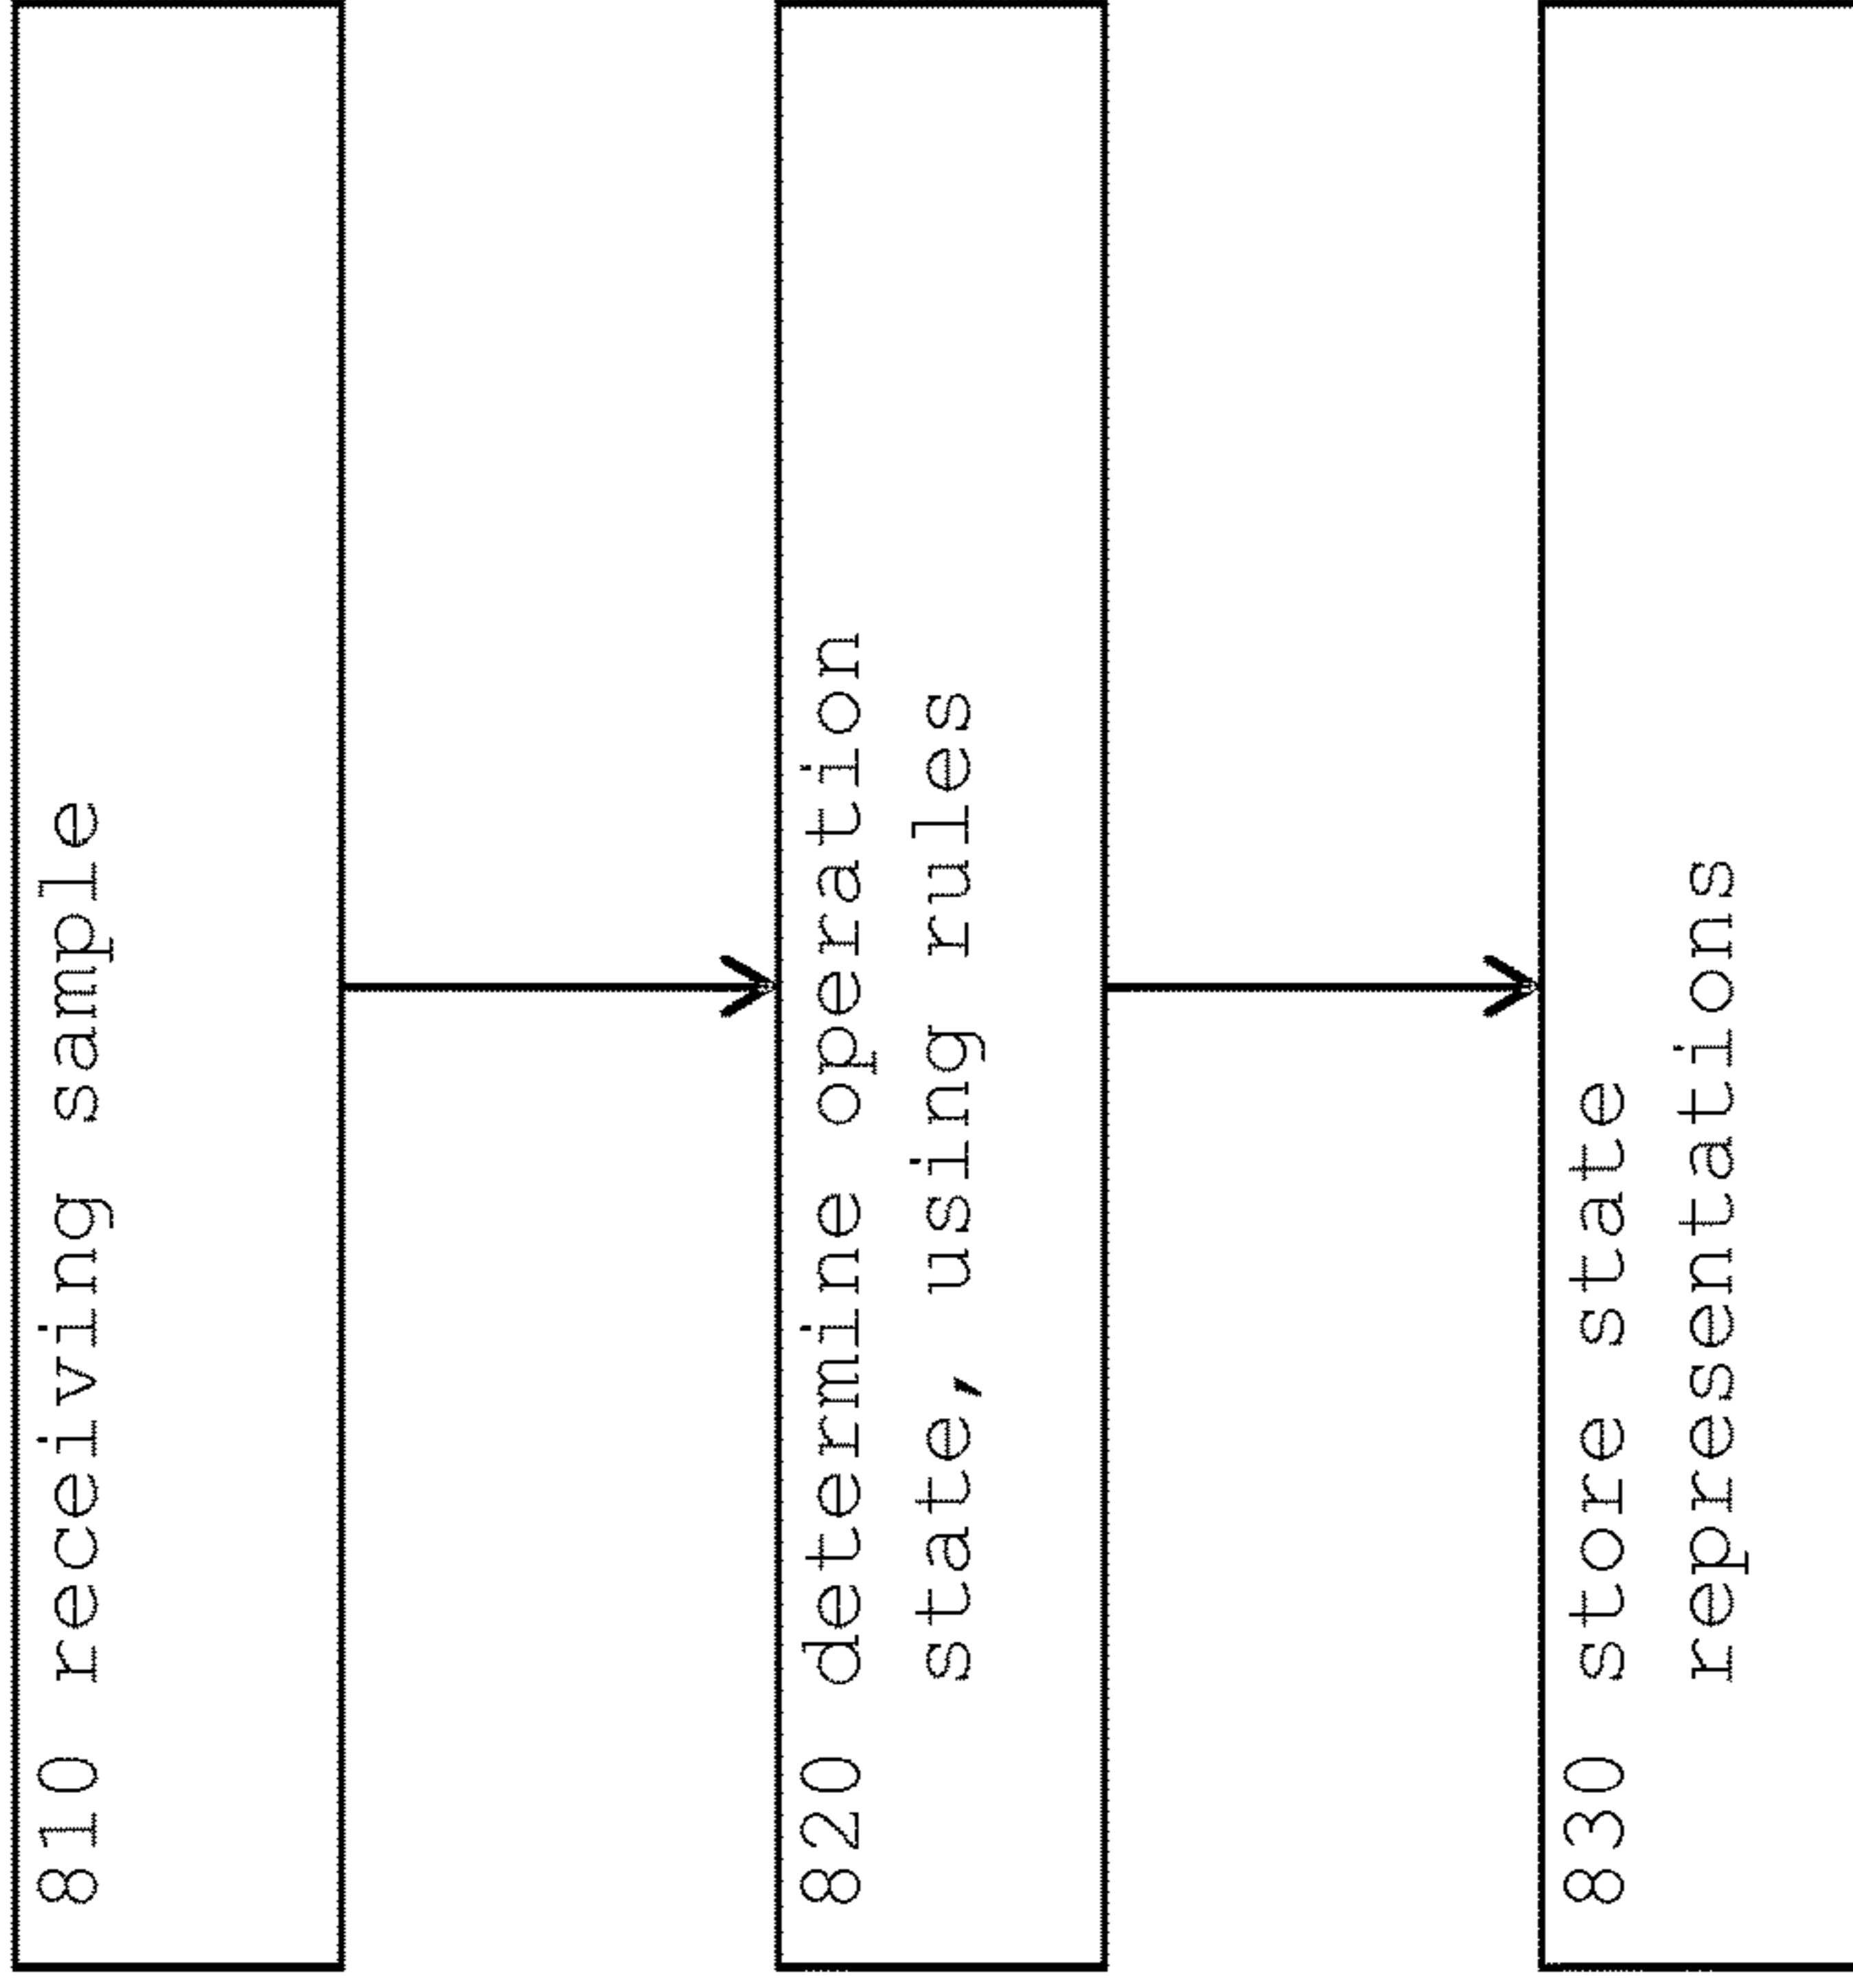 810 receiving sample
820 determine operation
state, using rules
830 store state
representations